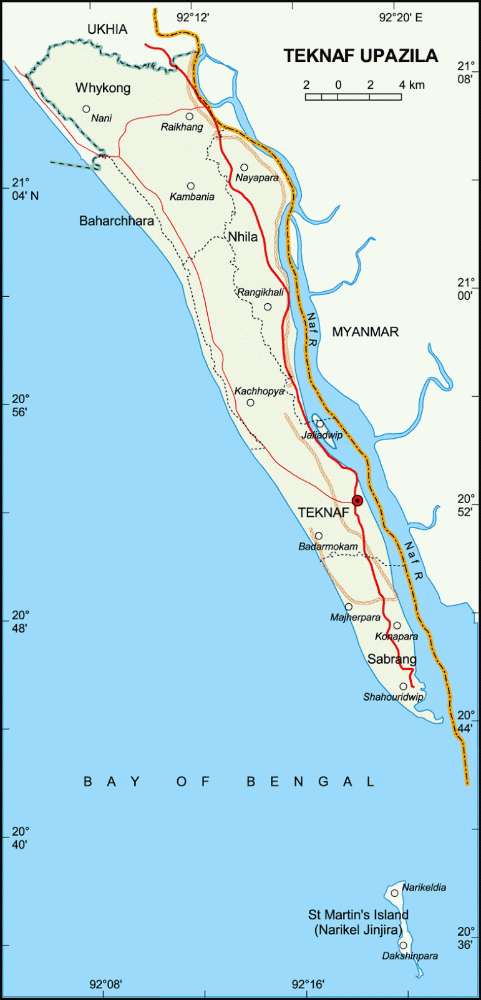 92°12'
92°20' E
UKHIA
TEKNAF UPAZILA
21°
08'
2 0 2 4 km
Whykong
Nani
Raikhang
Nayapara
21°
04' N
Kambania
Baharchhara
Nhila
21°
00'
Rangikhali
Naf R
MYANMAR
Kachhopya
20°
56'
Jaliadwip
20°
52'
TEKNAF
Badarmokam
Naf R
Majherpara
20°
48'
Konapara
Sabrang
Shahouridwip
20°
44'
BAY OF BENGAL
20°
40'
Narikeldia
St Martin's Island
(Narikel Jinjira)
20°
36'
Dakshinpara
92°08'
92°16'